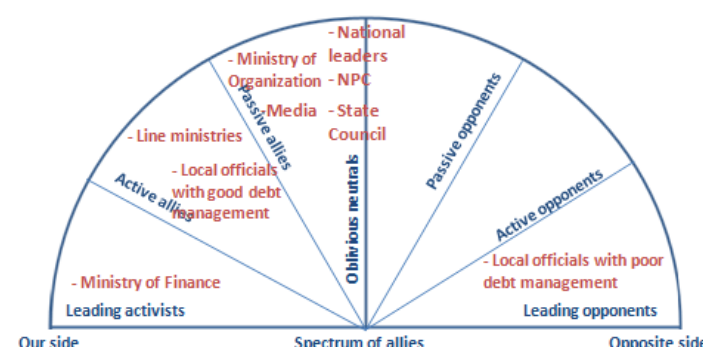 - National
leaders
- NPC
- State
Council
- Ministry of
Organization
- Media
Passive allies
- Line ministries
- Local officials
with good debt
management
Active allies
Oblivious neutrals
Passive opponents
Active opponents
- Local officials with poor
debt management
- Ministry of Finance
Leading activists
Leading opponents
Our side
Spectrum of allies
Opposite side